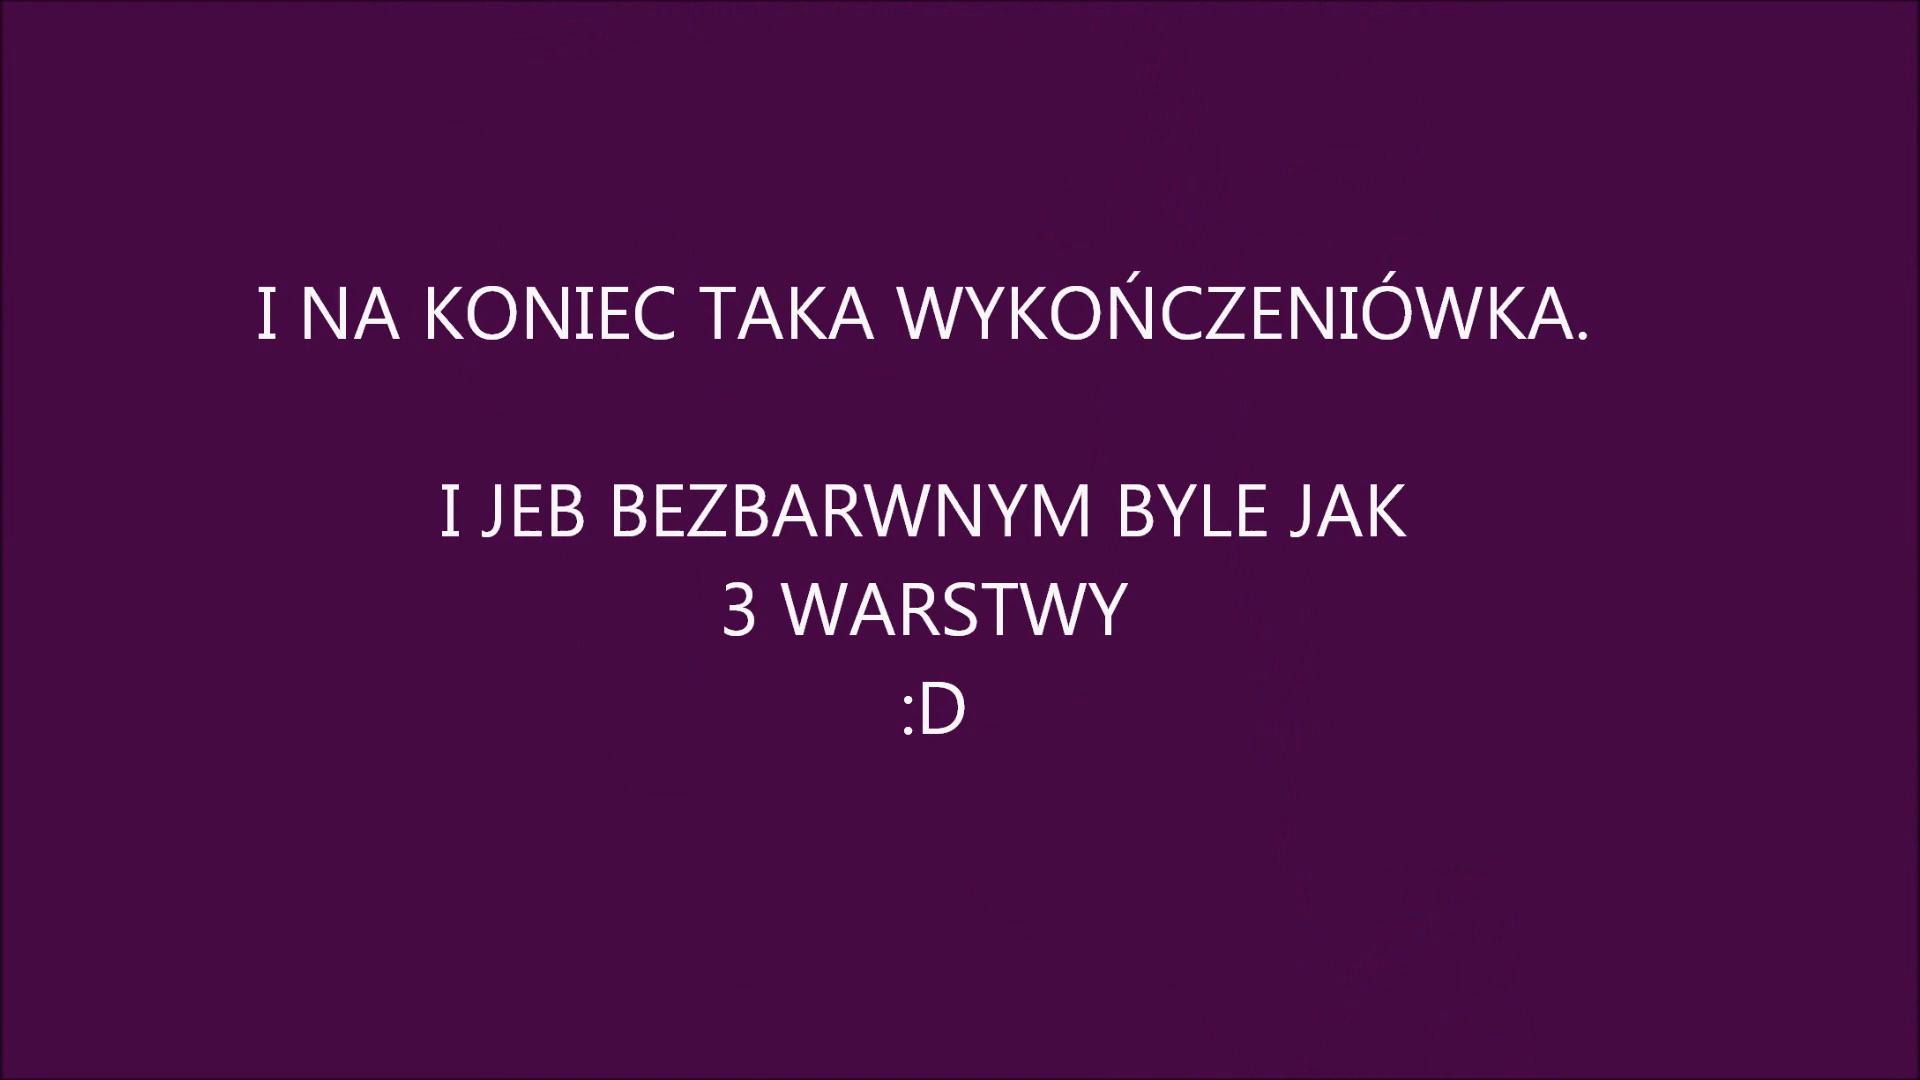 I NA KONIEC TAKA WYKOŃCZENIÓWKA.
I JEB BEZBARWNYM BYLE JAK
3 WARSTWY
:D